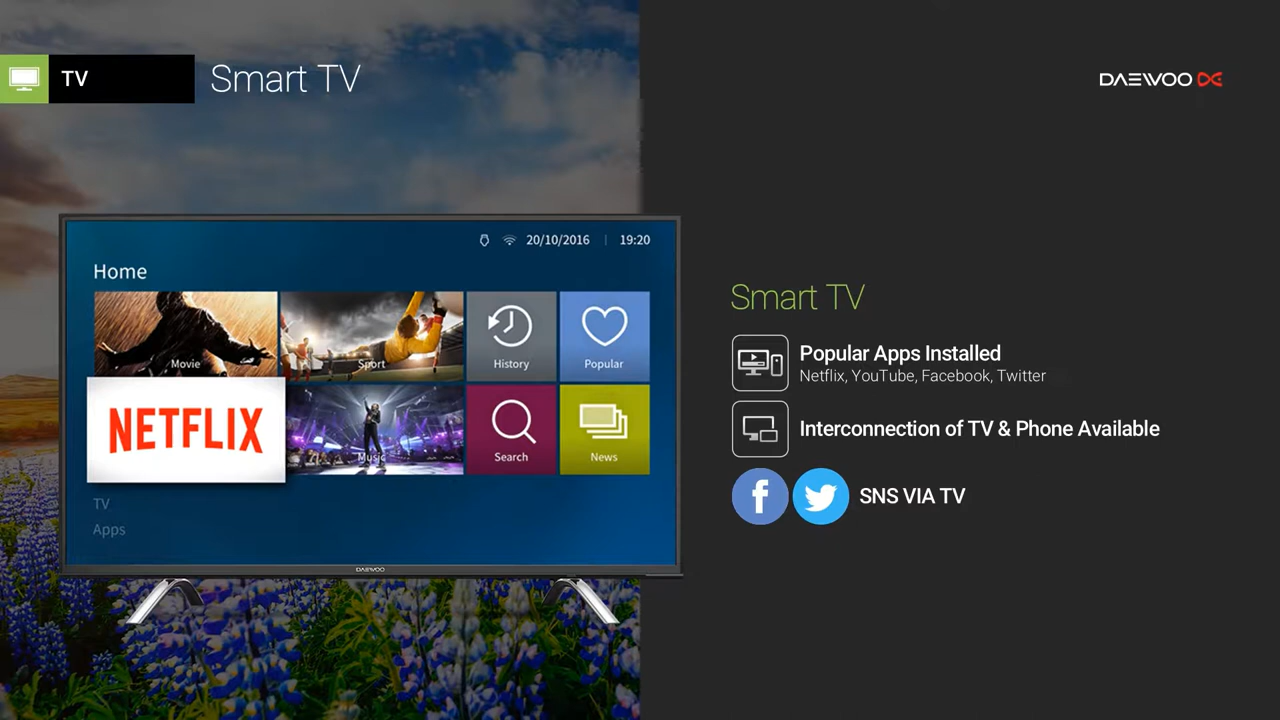 TV
Smart TV
DAEWOO
20/10/2016 | 19:20
Home
Movie
Sport
History
Popular
NETFLIX
Music
Search
News
TV
Apps
DAEWOO
Smart TV
Popular Apps Installed
Netflix, YouTube, Facebook, Twitter
Interconnection of TV & Phone Available
f
SNS VIA TV